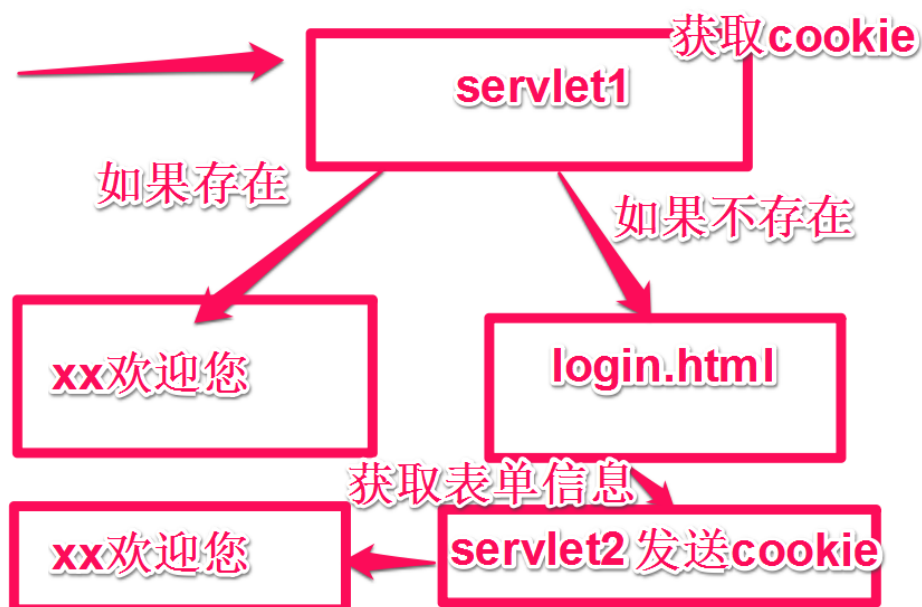 获取cookie
servlet1
如果存在
如果不存在
xx欢迎您
login.html
获取表单信息
xx欢迎您
servlet2 发送cookie